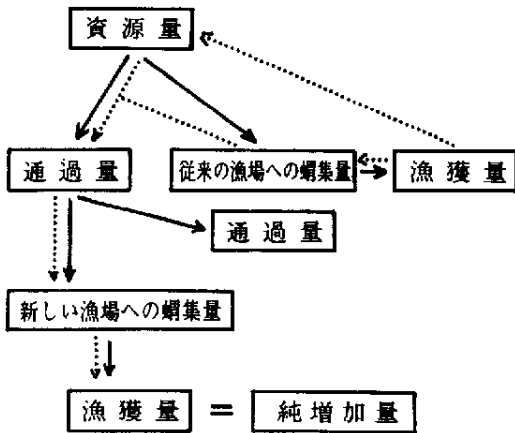 資源量
通過量
従来の漁場への蝟集量
漁獲量
通過量
新しい漁場への蝟集量
漁獲量 = 純増加量